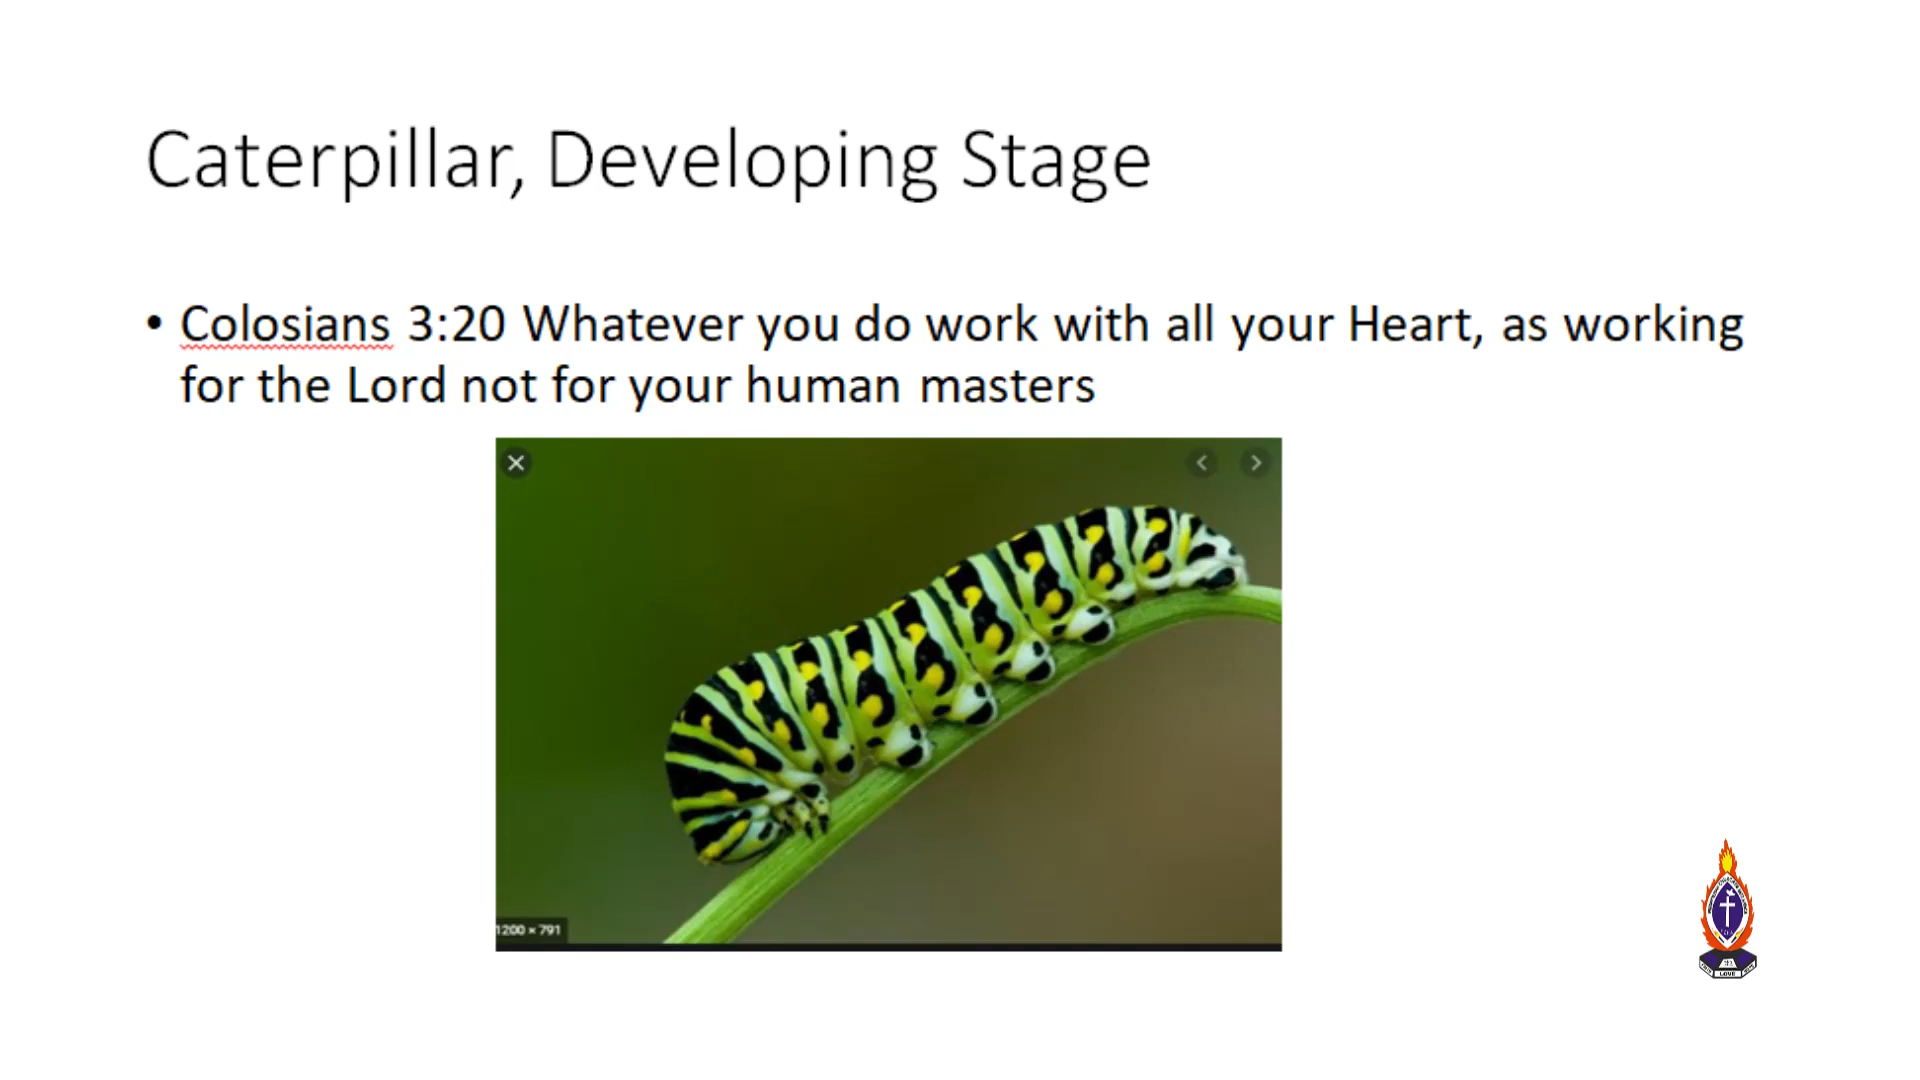 Caterpillar, Developing Stage
• Colosians 3:20 Whatever you do work with all your Heart, as working
for the Lord not for your human masters
1200 × 791
LOVE